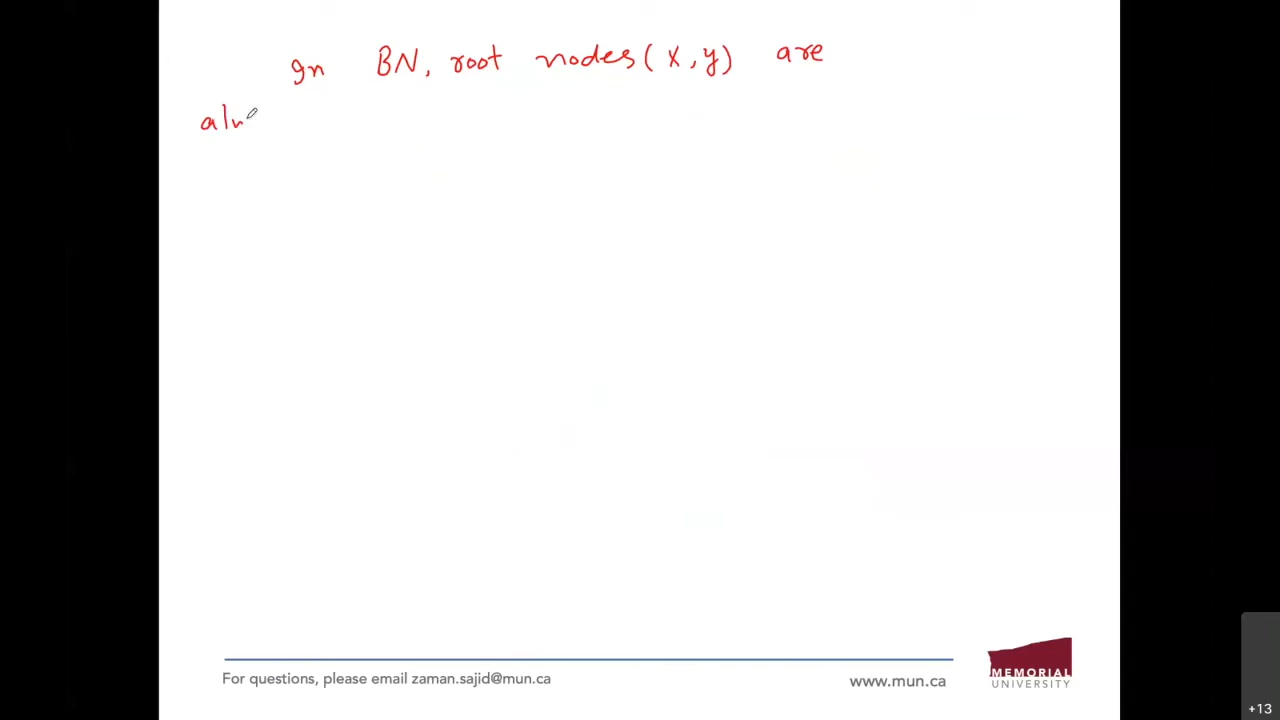 In BN, root nodes (x, y) are
alw
For questions, please email zaman.sajid@mun.ca
www.mun.ca
MEMORIAL
UNIVERSITY
+13